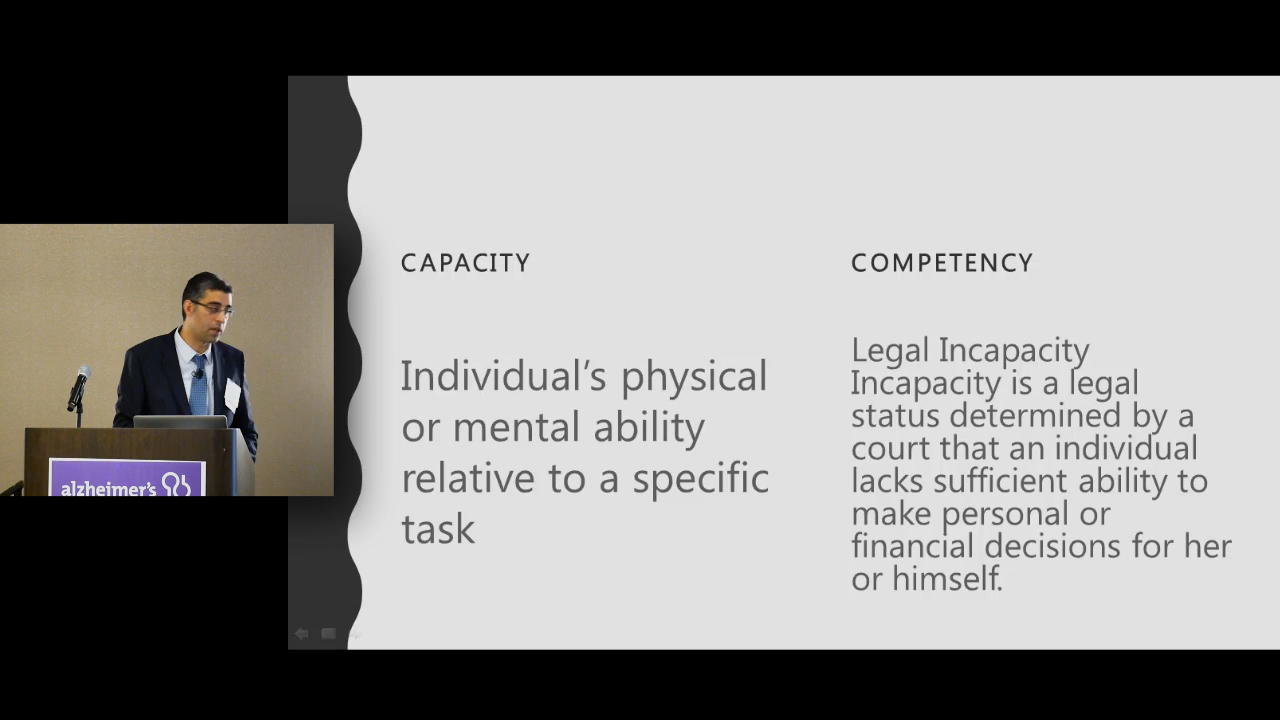 CAPACITY
Individual's physical
or mental ability
relative to a specific
task
COMPETENCY
Legal Incapacity
Incapacity is a legal
status determined by a
court that an individual
lacks sufficient ability to
make personal or
financial decisions for her
or himself.
alzheimer's